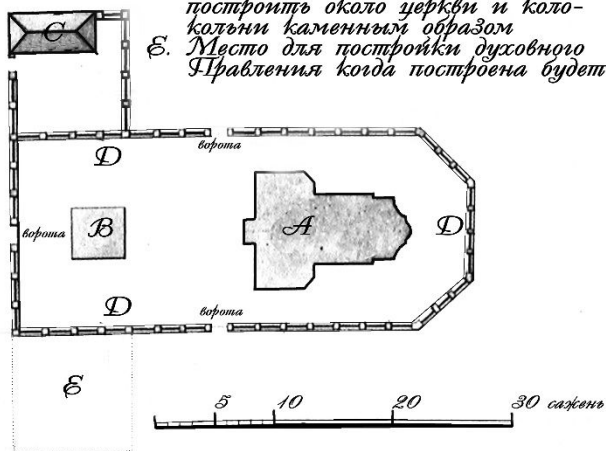 построить около церкви и коло-
кольни каменным образом
E. Место для постройки духовного
Правления когда построена будет
C
D
ворота
B
ворота
A
D
D
ворота
E
5 10 20 30 сажень